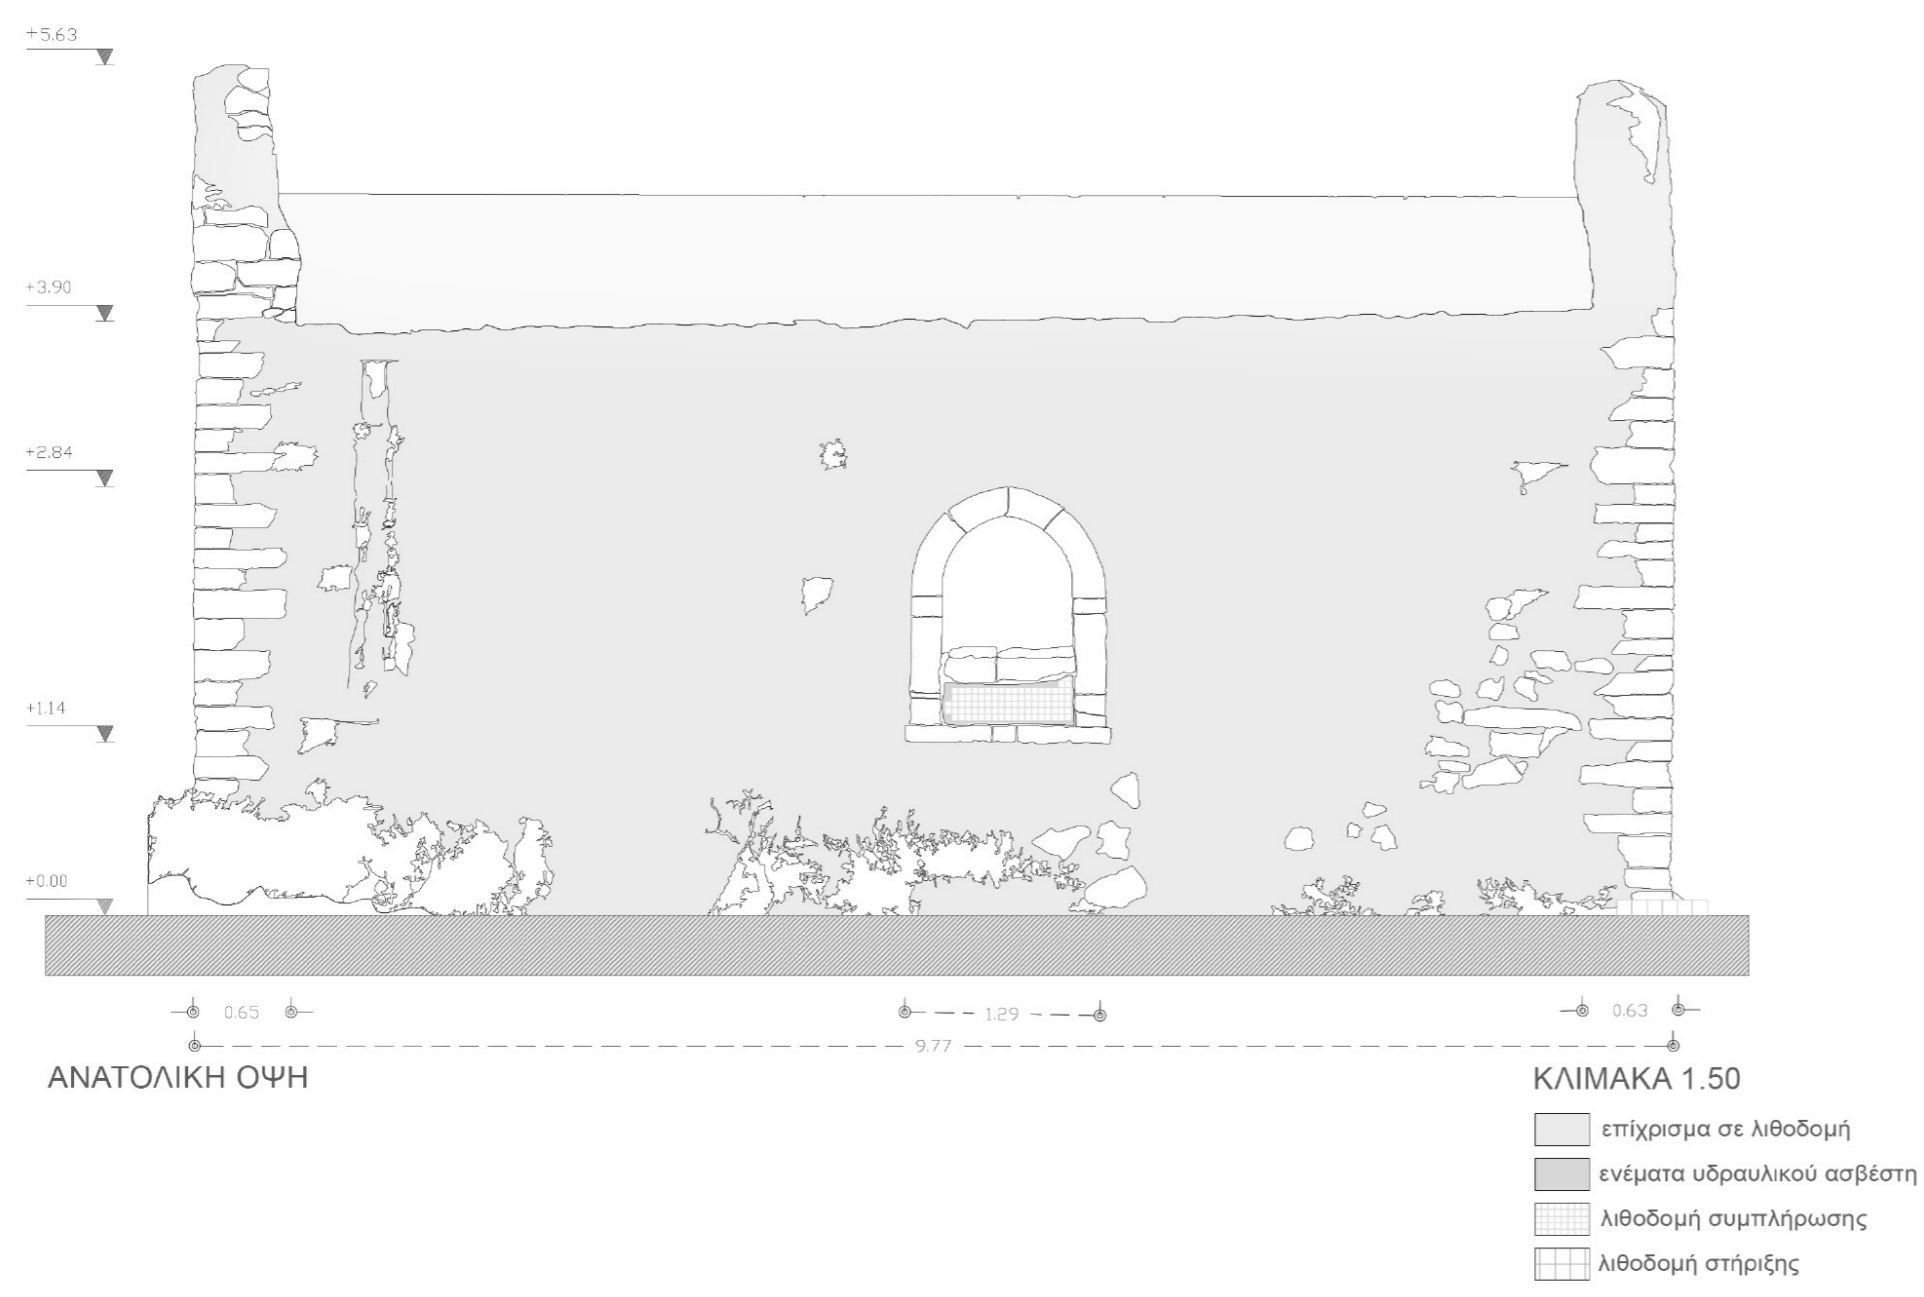 +5.63
+3.90
+2.84
+1.14
+0.00
0.65
1.29
0.63
9.77
ΑΝΑΤΟΛΙΚΗ ΟΨΗ
ΚΛΙΜΑΚΑ 1.50
επίχρισμα σε λιθοδομή
ενέματα υδραυλικού ασβέστη
λιθοδομή συμπλήρωσης
λιθοδομή στήριξης